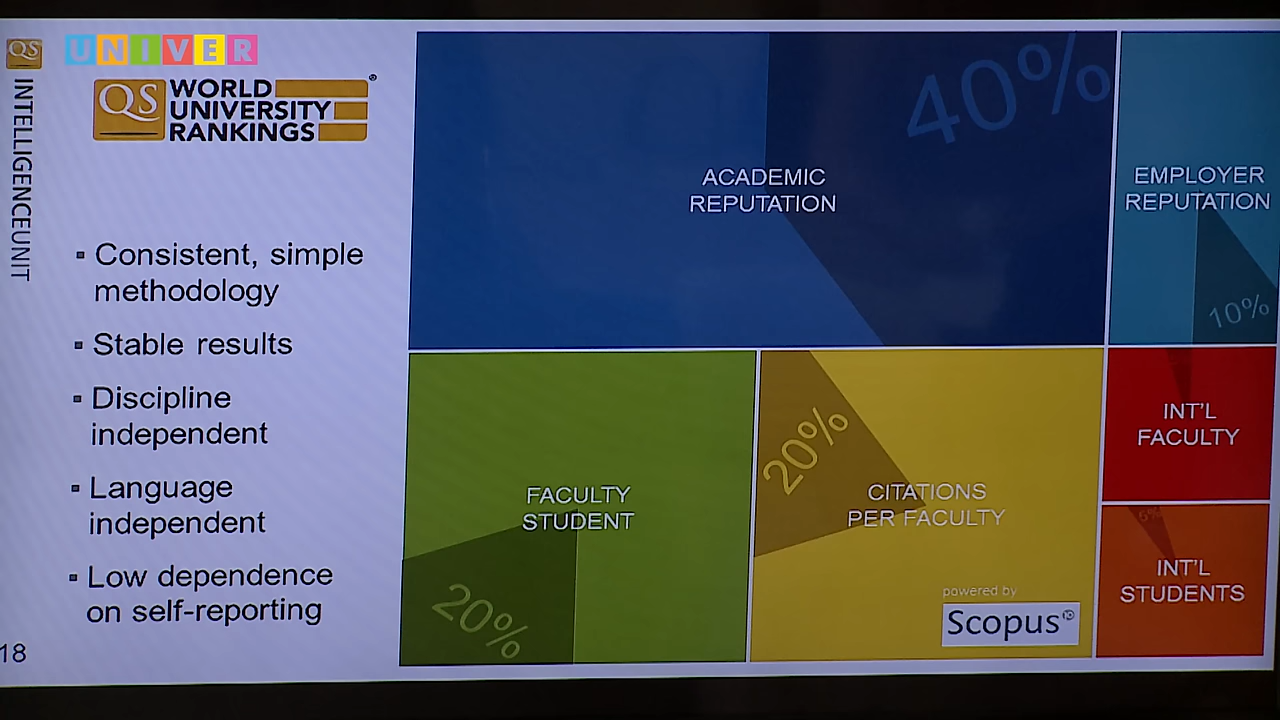 QS
INTELLIGENCEUNIT
UNIVER
QS
WORLD
UNIVERSITY
RANKINGS
®
▪ Consistent, simple
methodology
▪ Stable results
▪ Discipline
independent
▪ Language
independent
▪ Low dependence
on self-reporting
18
40%
ACADEMIC
REPUTATION
EMPLOYER
REPUTATION
10%
FACULTY
STUDENT
20%
20%
CITATIONS
PER FACULTY
powered by
Scopus
INT'L
FACULTY
5%
INT'L
STUDENTS